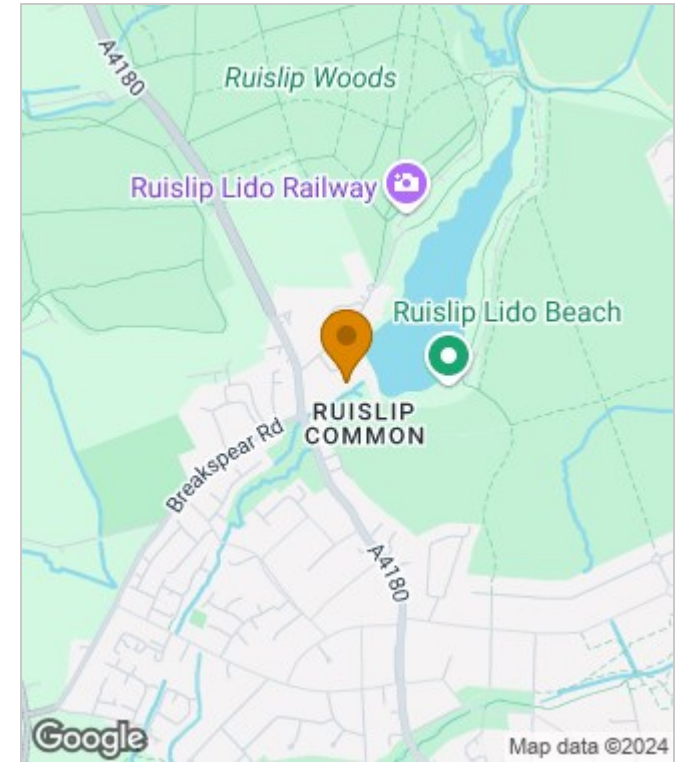 A4180
Ruislip Woods
Ruislip Lido Railway
Ruislip Lido Beach
RUISLIP
COMMON
Breakspear Rd
A4180
Google
Map data ©2024